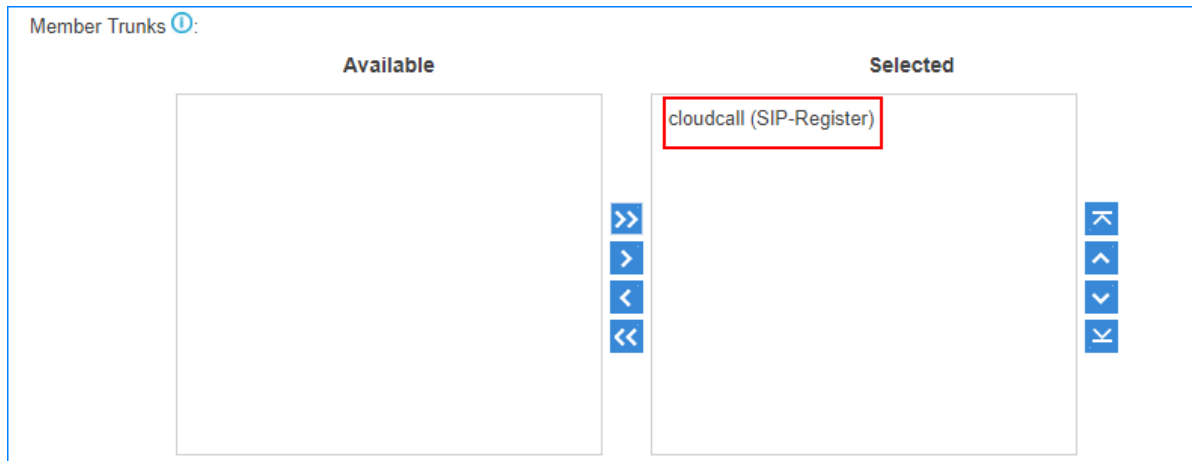 Member Trunks ⓘ:
Available
Selected
cloudcall (SIP-Register)